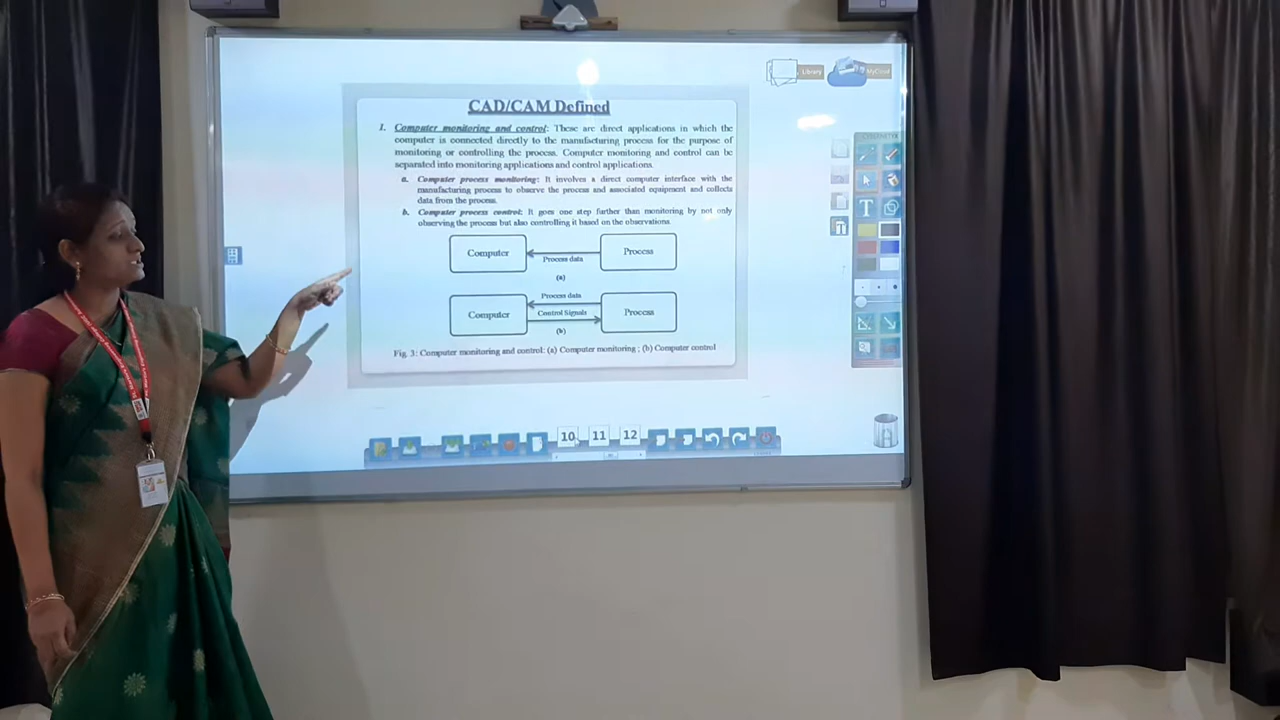 Library
MyCloud
CAD/CAM Defined
1. Computer monitoring and control: These are direct applications in which the
computer is connected directly to the manufacturing process for the purpose of
monitoring or controlling the process. Computer monitoring and control can be
separated into monitoring applications and control applications.
a. Computer process monitoring: It involves a direct computer interface with the
manufacturing process to observe the process and associated equipment and collects
data from the process.
b. Computer process control: It goes one step further than monitoring by not only
observing the process but also controlling it based on the observations
Computer
Process data
Process
(a)
Process data
Computer
Control Signals
Process
(b)
Fig. 3: Computer monitoring and control: (a) Computer monitoring ; (b) Computer control
T
T
10 11 12